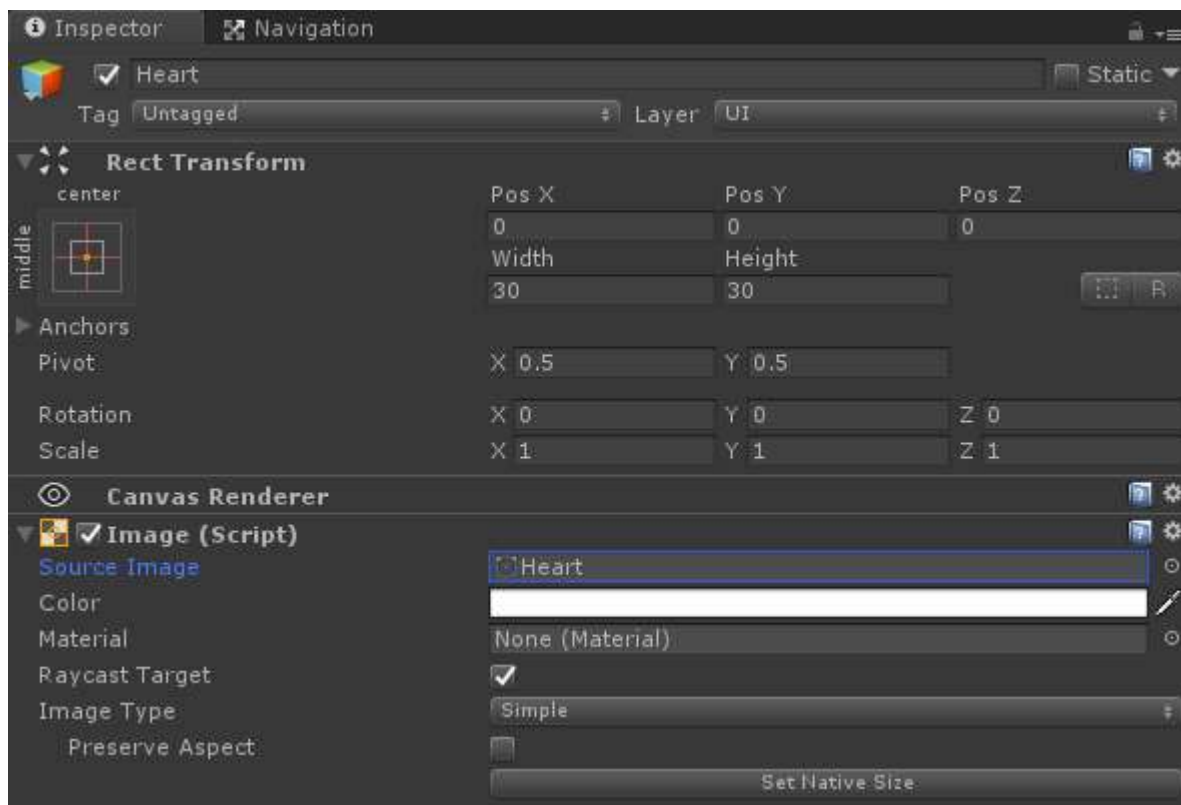 Inspector Navigation
Heart Static
Tag Untagged Layer UI
Rect Transform
center Pos X Pos Y Pos Z
middle 0 0 0
Width Height
30 30 R
Anchors
Pivot X 0.5 Y 0.5
Rotation X 0 Y 0 Z 0
Scale X 1 Y 1 Z 1
Canvas Renderer
Image (Script)
Source Image Heart
Color
Material None (Material)
Raycast Target
Image Type Simple
Preserve Aspect
Set Native Size